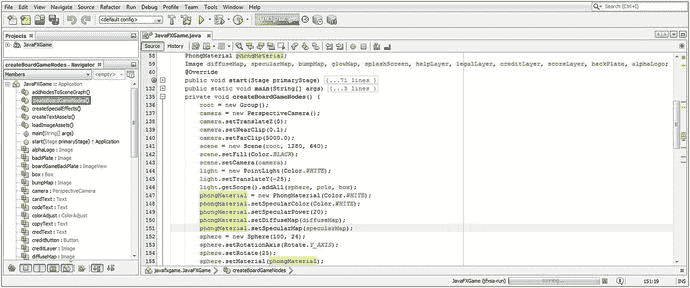 File Edit View Navigate Source Refactor Run Debug Profile Team Tools Window Help
Search (Ctrl+I)
<default config>
Projects
JavaFXGame
createBoardGameNodes() - Navigator
Members
JavaFXGame :: Application
addNodesToSceneGraph()
createBoardGameNodes()
createSpecialEffects()
createTextAssets()
loadImageAssets()
main(String[] args)
start(Stage primaryStage) ↑ Application
alphaLogo : Image
backPlate : Image
boardGameBackPlate : ImageView
box : Box
bumpMap : Image
camera : PerspectiveCamera
cardText : Text
codeText : Text
colorAdjust : ColorAdjust
copyText : Text
credText : Text
creditButton : Button
creditLayer : Image
diffuseMap : Image
JavaFXGame.java
Source History
58 PhongMaterial phongMaterial;
59 Image diffuseMap, specularMap, bumpMap, glowMap, splashScreen, helpLayer, legalLayer, creditLayer, scoreLayer, backPlate, alphaLogo;
60 @Override
public void start(Stage primaryStage) {...71 lines }
132 public static void main(String[] args) {...3 lines }
135 private void createBoardGameNodes() {
136 root = new Group();
137 camera = new PerspectiveCamera();
138 camera.setTranslateZ(0);
139 camera.setNearClip(0.1);
140 camera.setFarClip(5000.0);
141 scene = new Scene(root, 1280, 640);
142 scene.setFill(Color.BLACK);
143 scene.setCamera(camera);
144 light = new PointLight(Color.WHITE);
145 light.setTranslateY(-25);
146 light.getScope().addAll(sphere, pole, box);
147 phongMaterial = new PhongMaterial(Color.WHITE);
148 phongMaterial.setSpecularColor(Color.WHITE);
149 phongMaterial.setSpecularPower(20);
150 phongMaterial.setDiffuseMap(diffuseMap);
151 phongMaterial.setSpecularMap(specularMap);
152 sphere = new Sphere(100, 24);
153 sphere.setRotationAxis(Rotate.Y_AXIS);
154 sphere.setRotate(25);
155 sphere.setMaterial(phongMaterial);
javafxgame.JavaFXGame createBoardGameNodes()
JavaFXGame (jfxsa-run) running... 151:19 INS